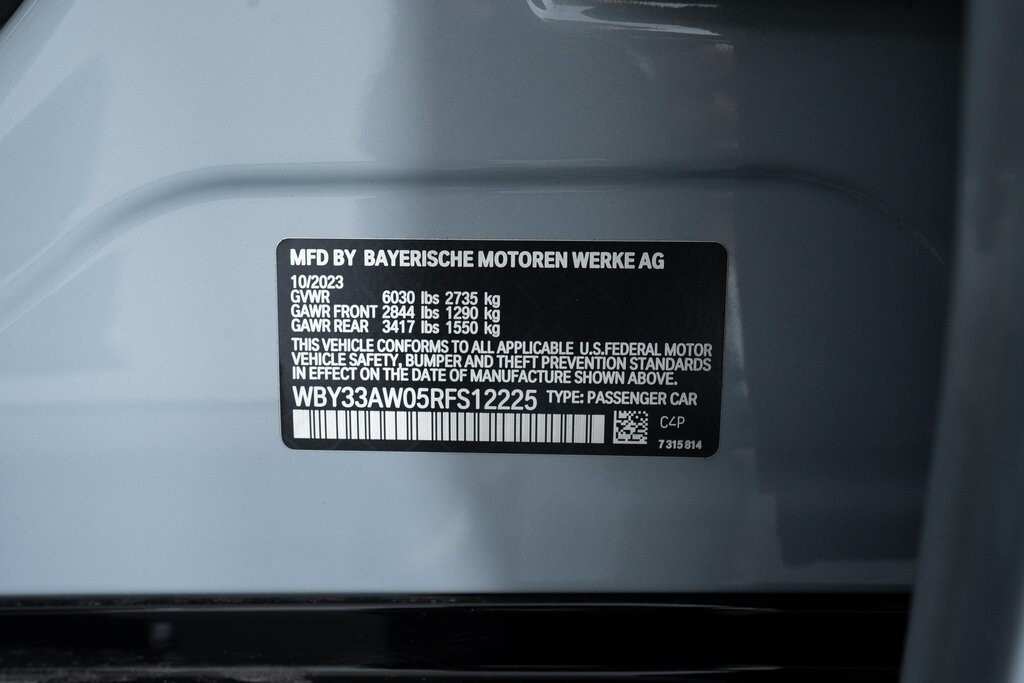 MFD BY BAYERISCHE MOTOREN WERKE AG
10/2023
GVWR 6030 lbs 2735 kg
GAWR FRONT 2844 lbs 1290 kg
GAWR REAR 3417 lbs 1550 kg
THIS VEHICLE CONFORMS TO ALL APPLICABLE U.S.FEDERAL MOTOR
VEHICLE SAFETY, BUMPER AND THEFT PREVENTION STANDARDS
IN EFFECT ON THE DATE OF MANUFACTURE SHOWN ABOVE.
WBY33AW05RFS12225 TYPE: PASSENGER CAR
C4P
7 315 814